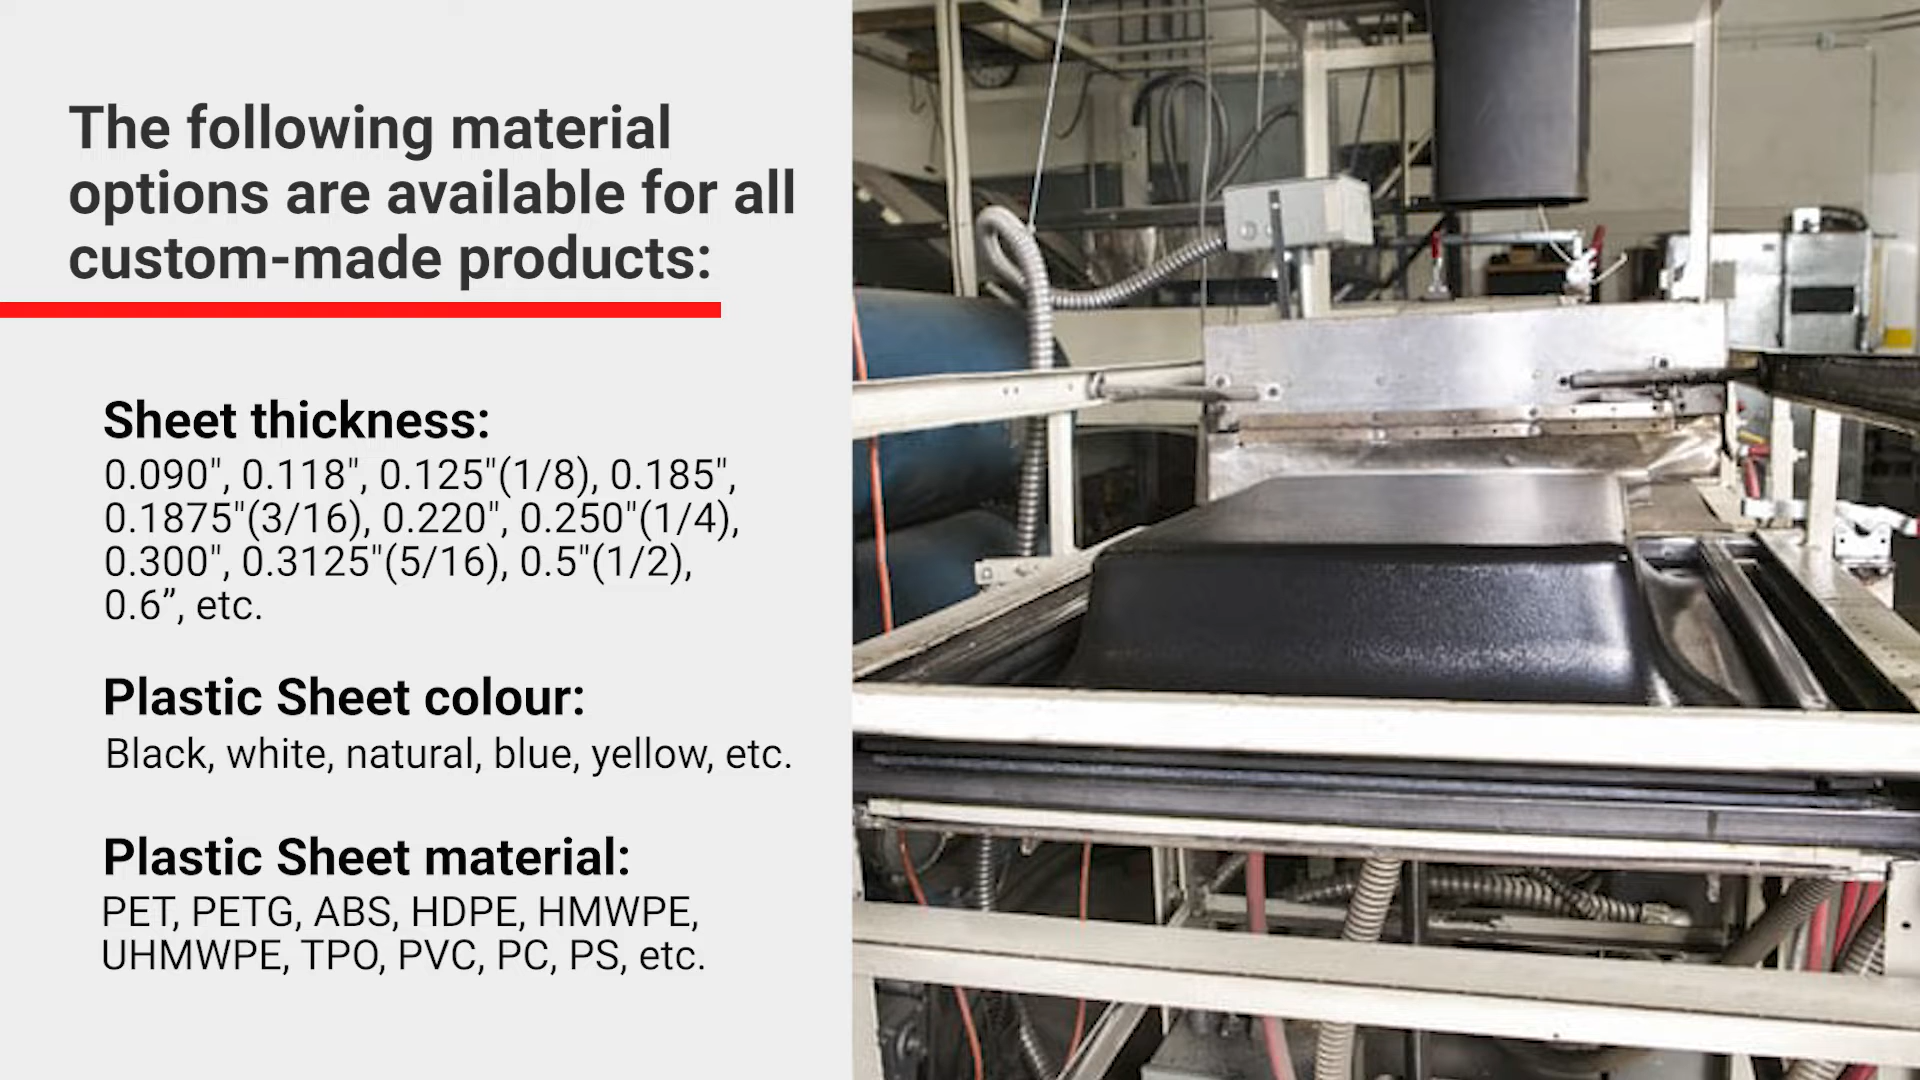 The following material
options are available for all
custom-made products:
Sheet thickness:
0.090", 0.118", 0.125"(1/8), 0.185",
0.1875"(3/16), 0.220", 0.250"(1/4),
0.300", 0.3125"(5/16), 0.5"(1/2),
0.6”, etc.
Plastic Sheet colour:
Black, white, natural, blue, yellow, etc.
Plastic Sheet material:
PET, PETG, ABS, HDPE, HMWPE,
UHMWPE, TPO, PVC, PC, PS, etc.